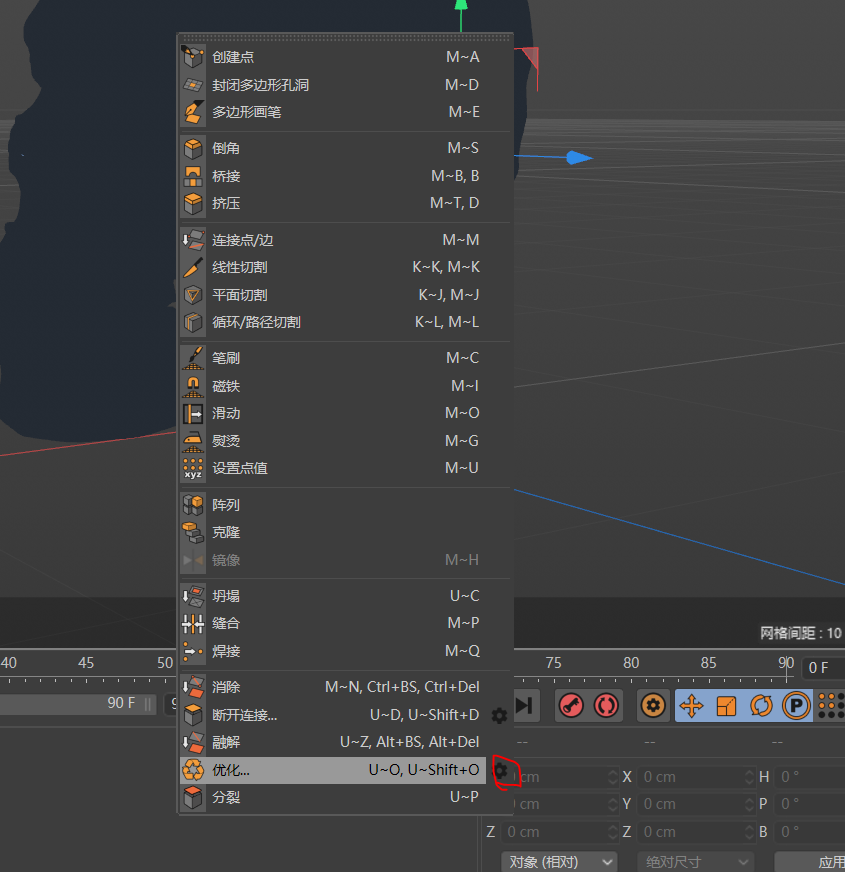 创建点 M~A
封闭多边形孔洞 M~D
多边形画笔 M~E
倒角 M~S
桥接 M~B, B
挤压 M~T, D
连接点/边 M~M
线性切割 K~K, M~K
平面切割 K~J, M~J
循环/路径切割 K~L, M~L
笔刷 M~C
磁铁 M~I
滑动 M~O
熨烫 M~G
xyz 设置点值 M~U
阵列
克隆
镜像 M~H
坍塌 U~C
缝合 M~P
网格间距 : 10
焊接 M~Q
40 45 50 75 80 85 90 0 F
消除 M~N, Ctrl+BS, Ctrl+Del
90 F 断开连接... U~D, U~Shift+D P
融解 U~Z, Alt+BS, Alt+Del -- -- --
优化... U~O, U~Shift+O cm X 0 cm H 0 °
分裂 U~P 0 cm Y 0 cm P 0 °
Z 0 cm Z 0 cm B 0 °
对象 (相对) 绝对尺寸 应用